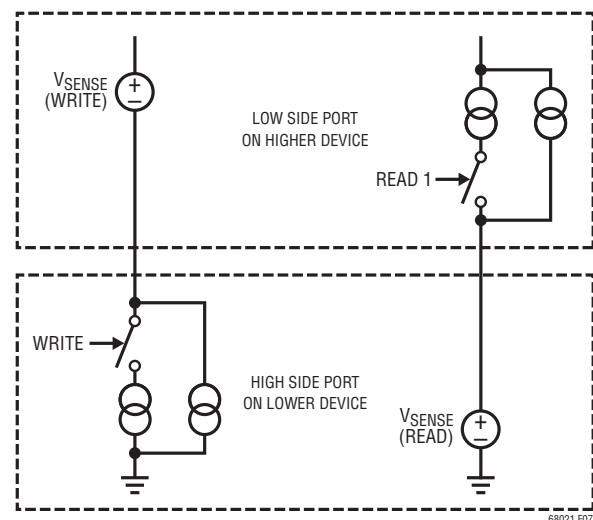 VSENSE
(WRITE)
+
−
LOW SIDE PORT
ON HIGHER DEVICE
READ 1
WRITE
HIGH SIDE PORT
ON LOWER DEVICE
VSENSE
(READ)
+
−
68021 F07